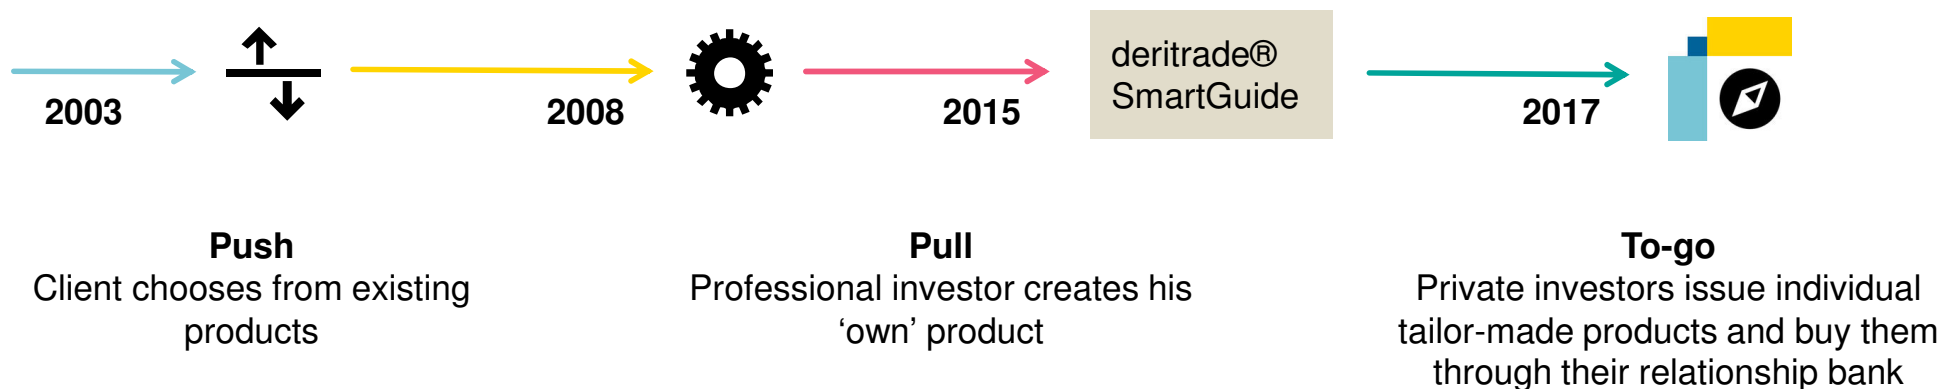 deritrade®
SmartGuide
2003
2008
2015
2017
Push
Client chooses from existing
products
Pull
Professional investor creates his
‘own’ product
To-go
Private investors issue individual
tailor-made products and buy them
through their relationship bank